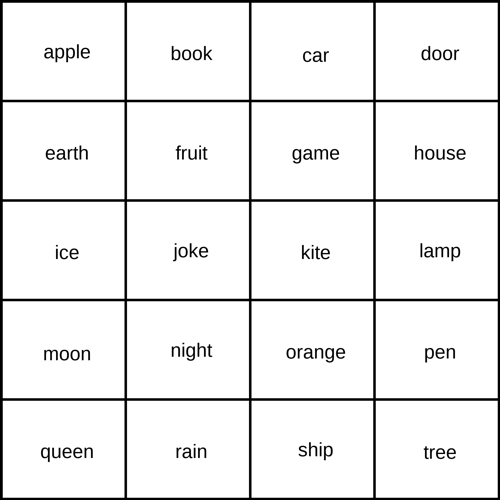 apple book car door
earth fruit game house
ice joke kite lamp
moon night orange pen
queen rain ship tree